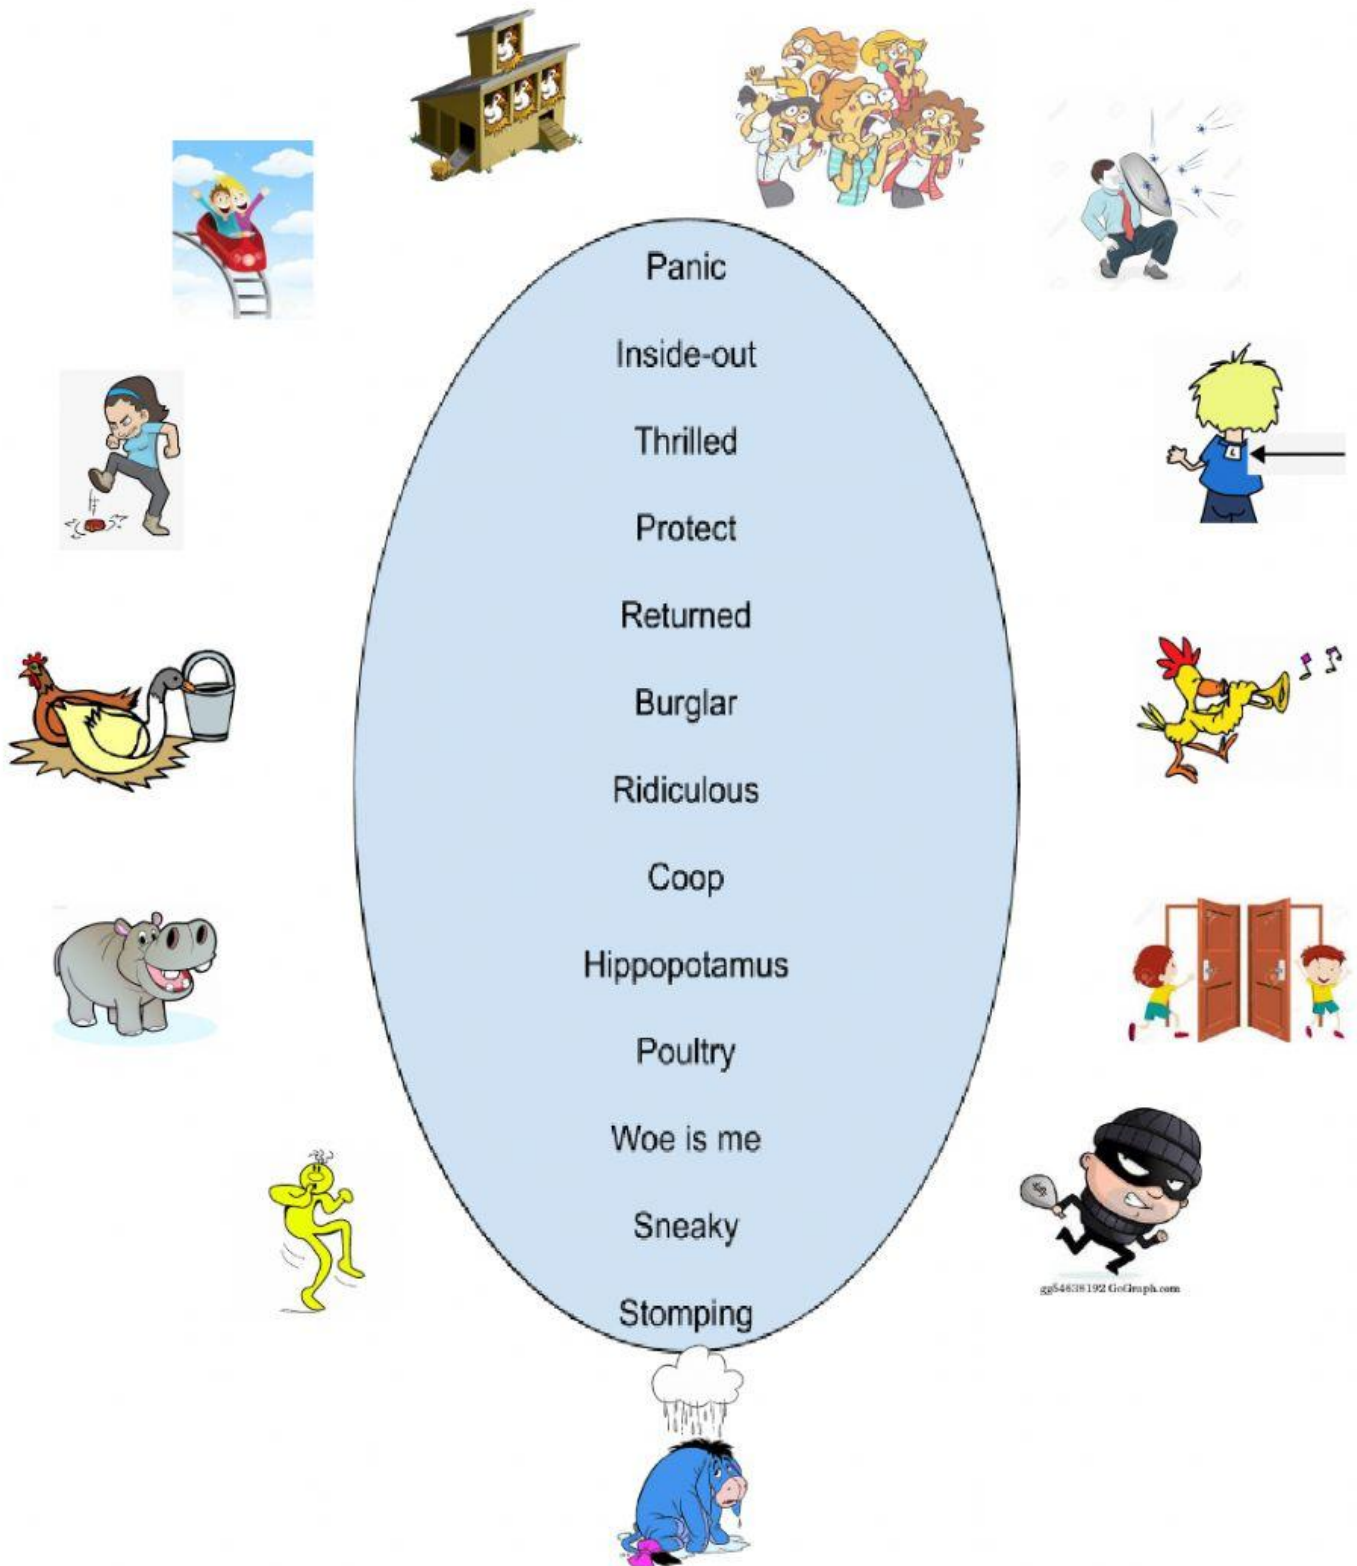 Panic
Inside-out
Thrilled
Protect
Returned
Burglar
Ridiculous
Coop
Hippopotamus
Poultry
Woe is me
Sneaky
Stomping